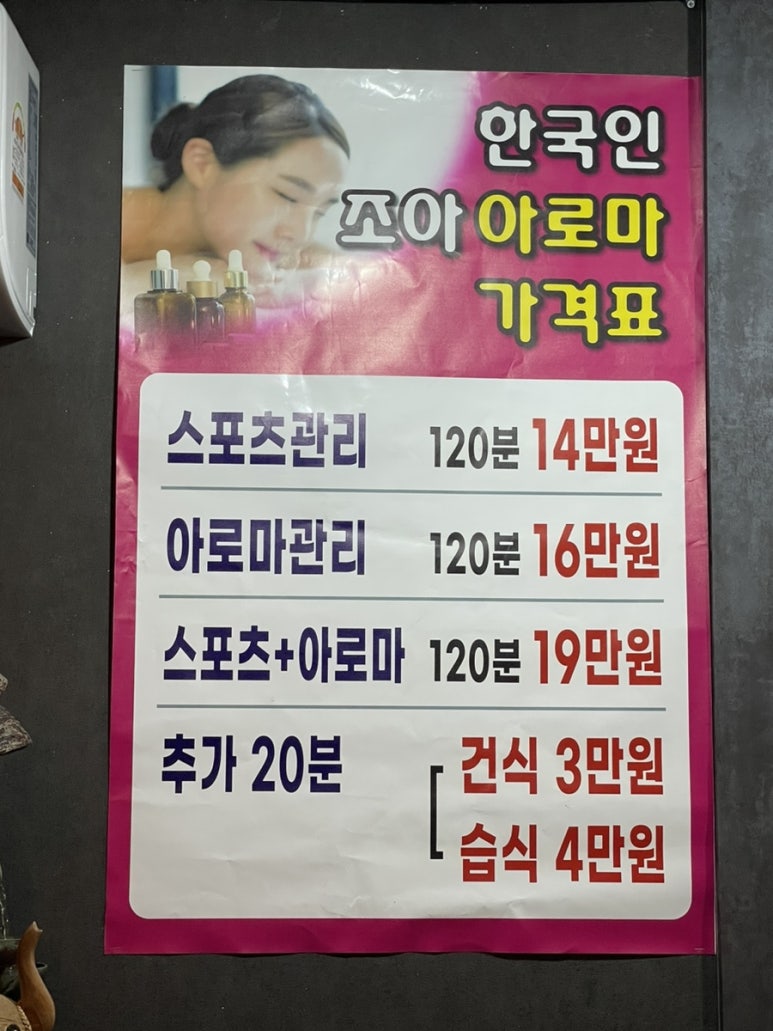 한국인
조아 아로마
가격표
스포츠관리 120분 14만원
아로마관리 120분 16만원
스포츠+아로마 120분 19만원
추가 20분 건식 3만원
습식 4만원